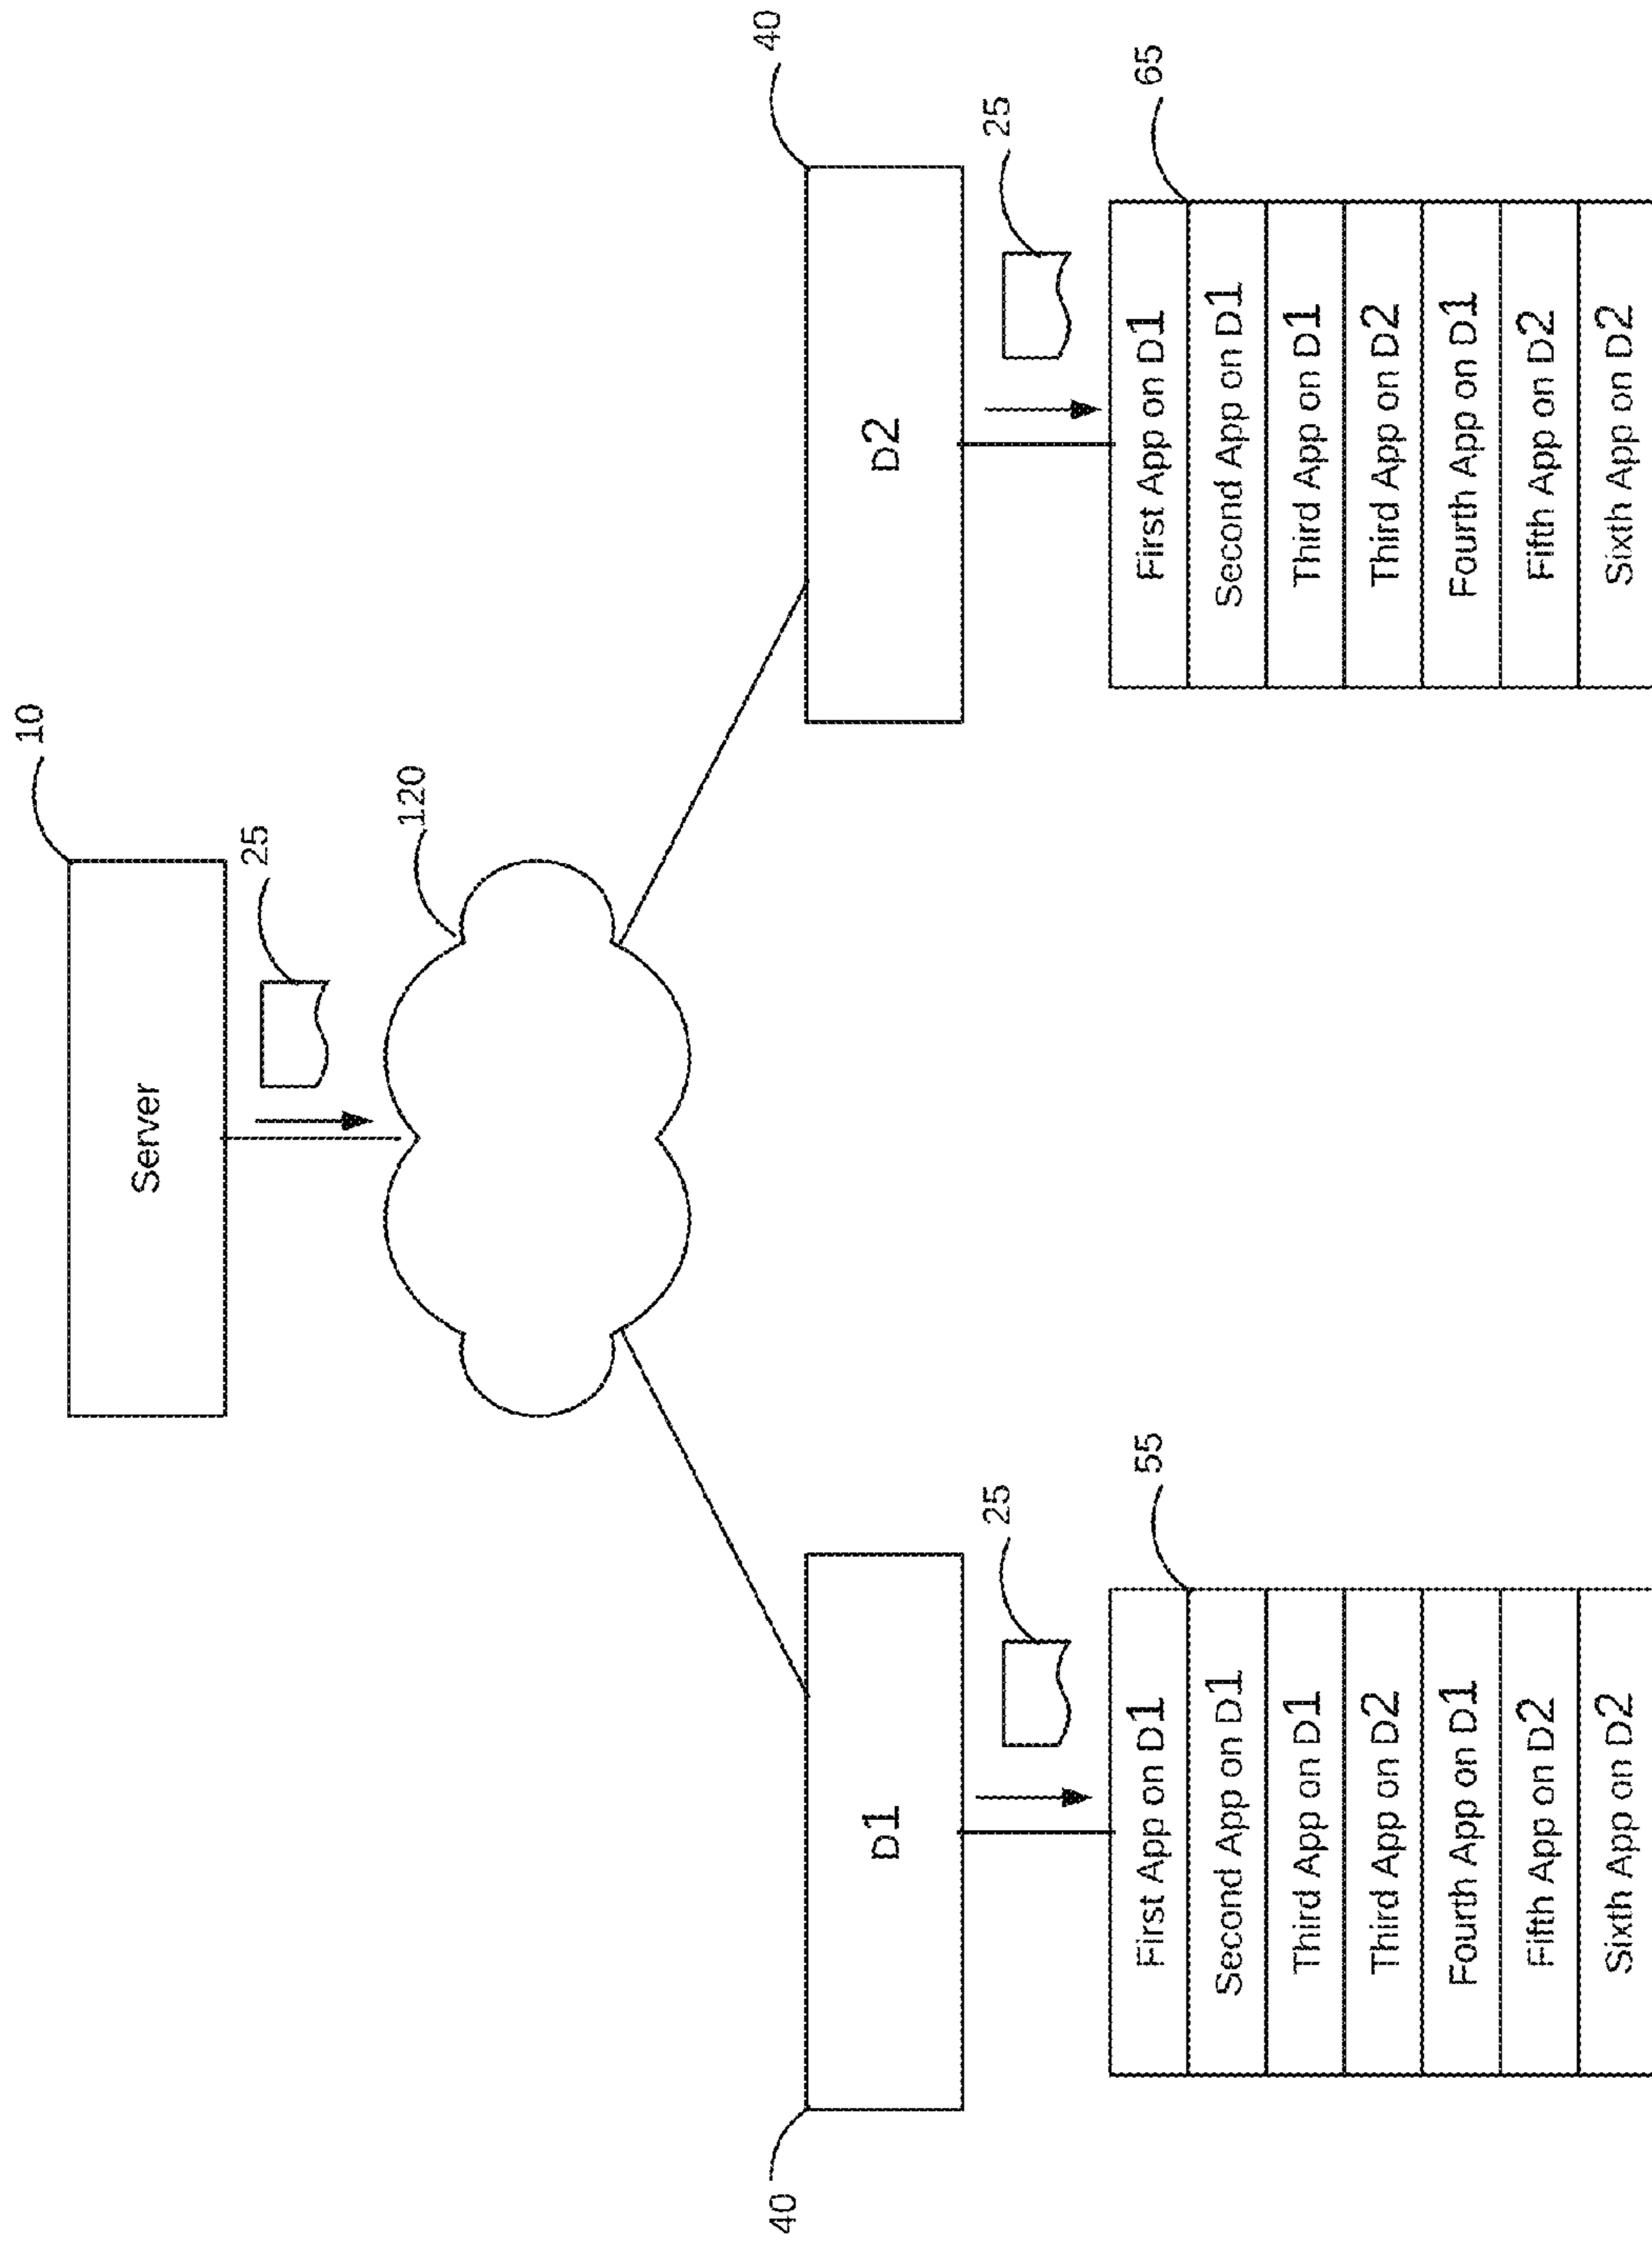 10
Server
25
120
40
D1
25
55
First App on D1
Second App on D1
Third App on D1
Third App on D2
Fourth App on D1
Fifth App on D2
Sixth App on D2
40
D2
25
65
First App on D1
Second App on D1
Third App on D1
Third App on D2
Fourth App on D1
Fifth App on D2
Sixth App on D2